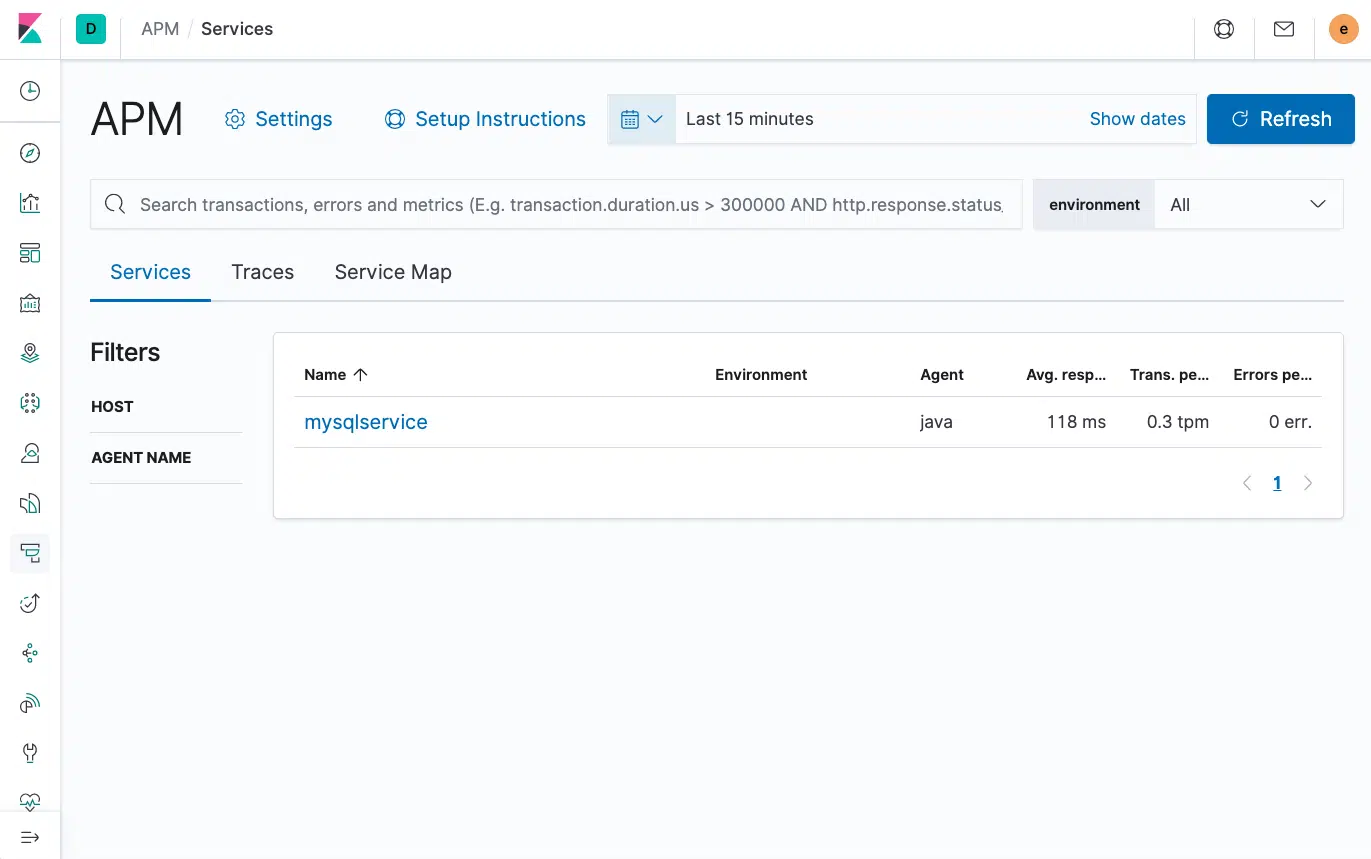 D APM / Services e
APM Settings Setup Instructions Last 15 minutes Show dates Refresh
Search transactions, errors and metrics (E.g. transaction.duration.us > 300000 AND http.response.status_ environment All
Services Traces Service Map
Filters
HOST
AGENT NAME
Name Environment Agent Avg. resp... Trans. pe... Errors pe...
mysqlservice java 118 ms 0.3 tpm 0 err.
1